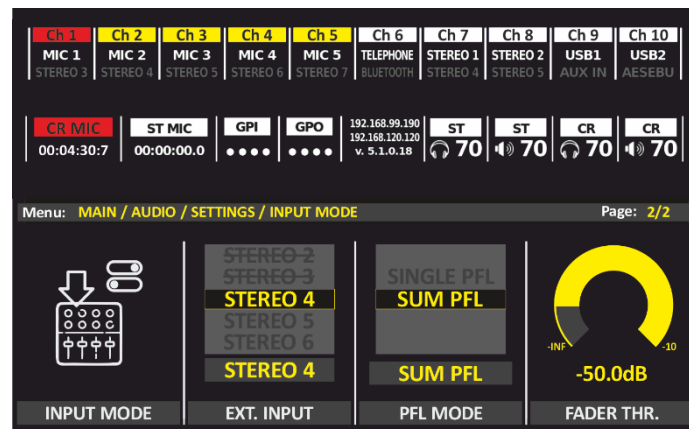 Ch 1 Ch 2 Ch 3 Ch 4 Ch 5 Ch 6 Ch 7 Ch 8 Ch 9 Ch 10
MIC 1 MIC 2 MIC 3 MIC 4 MIC 5 TELEPHONE STEREO 1 STEREO 2 USB1 USB2
STEREO 3 STEREO 4 STEREO 5 STEREO 6 STEREO 7 BLUETOOTH STEREO 4 STEREO 5 AUX IN AESEBU
CR MIC ST MIC GPI GPO 192.168.99.190 ST ST CR CR
192.168.120.120
00:04:30:7 00:00:00.0 v. 5.1.0.18 70 70 70 70
Menu: MAIN / AUDIO / SETTINGS / INPUT MODE Page: 2/2
STEREO 2
STEREO 3 SINGLE PFL
STEREO 4 SUM PFL
STEREO 5
STEREO 6
-INF -10
STEREO 4 SUM PFL -50.0dB
INPUT MODE EXT. INPUT PFL MODE FADER THR.